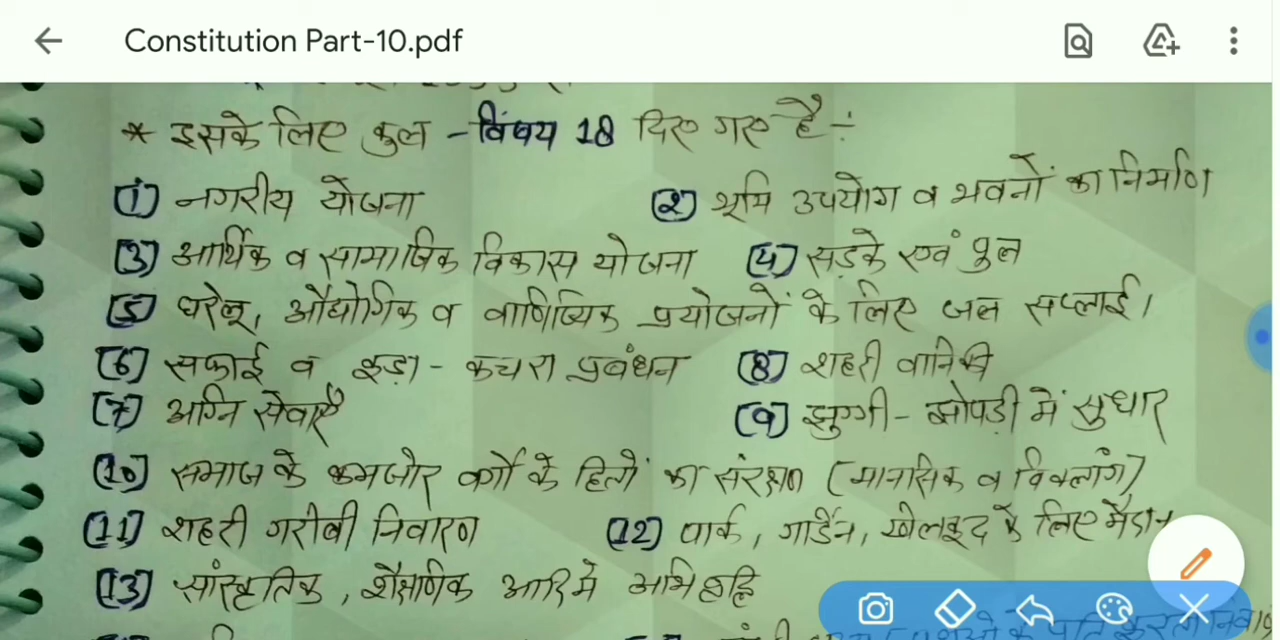 Constitution Part-10.pdf
* इसके लिए कुल - विषय 18 दिए गए है ÷
(1) नगरीय योजना (2) भूमि उपयोग व भवनों का निर्माण
(3) आर्थिक व सामाजिक विकास योजना (4) सड़के एवं पुल
(5) घरेलू, औद्योगिक व वाणिज्यिक प्रयोजनों के लिए जल सप्लाई।
(6) सफाई व कूड़ा - कचरा प्रबंधन (8) शहरी वानिकी
(7) अग्नि सेवाएँ (9) झुग्गी - झोपड़ी में सुधार
(10) समाज के कमजोर वर्गो के हितों का संरक्षण (मानसिक व विकलांग)
(11) शहरी गरीबी निवारण (12) पार्क, गार्डन, खेलकूद के लिए मैदान
(13) सांस्कृतिक, शैक्षणिक आदि में अभिवृद्धि